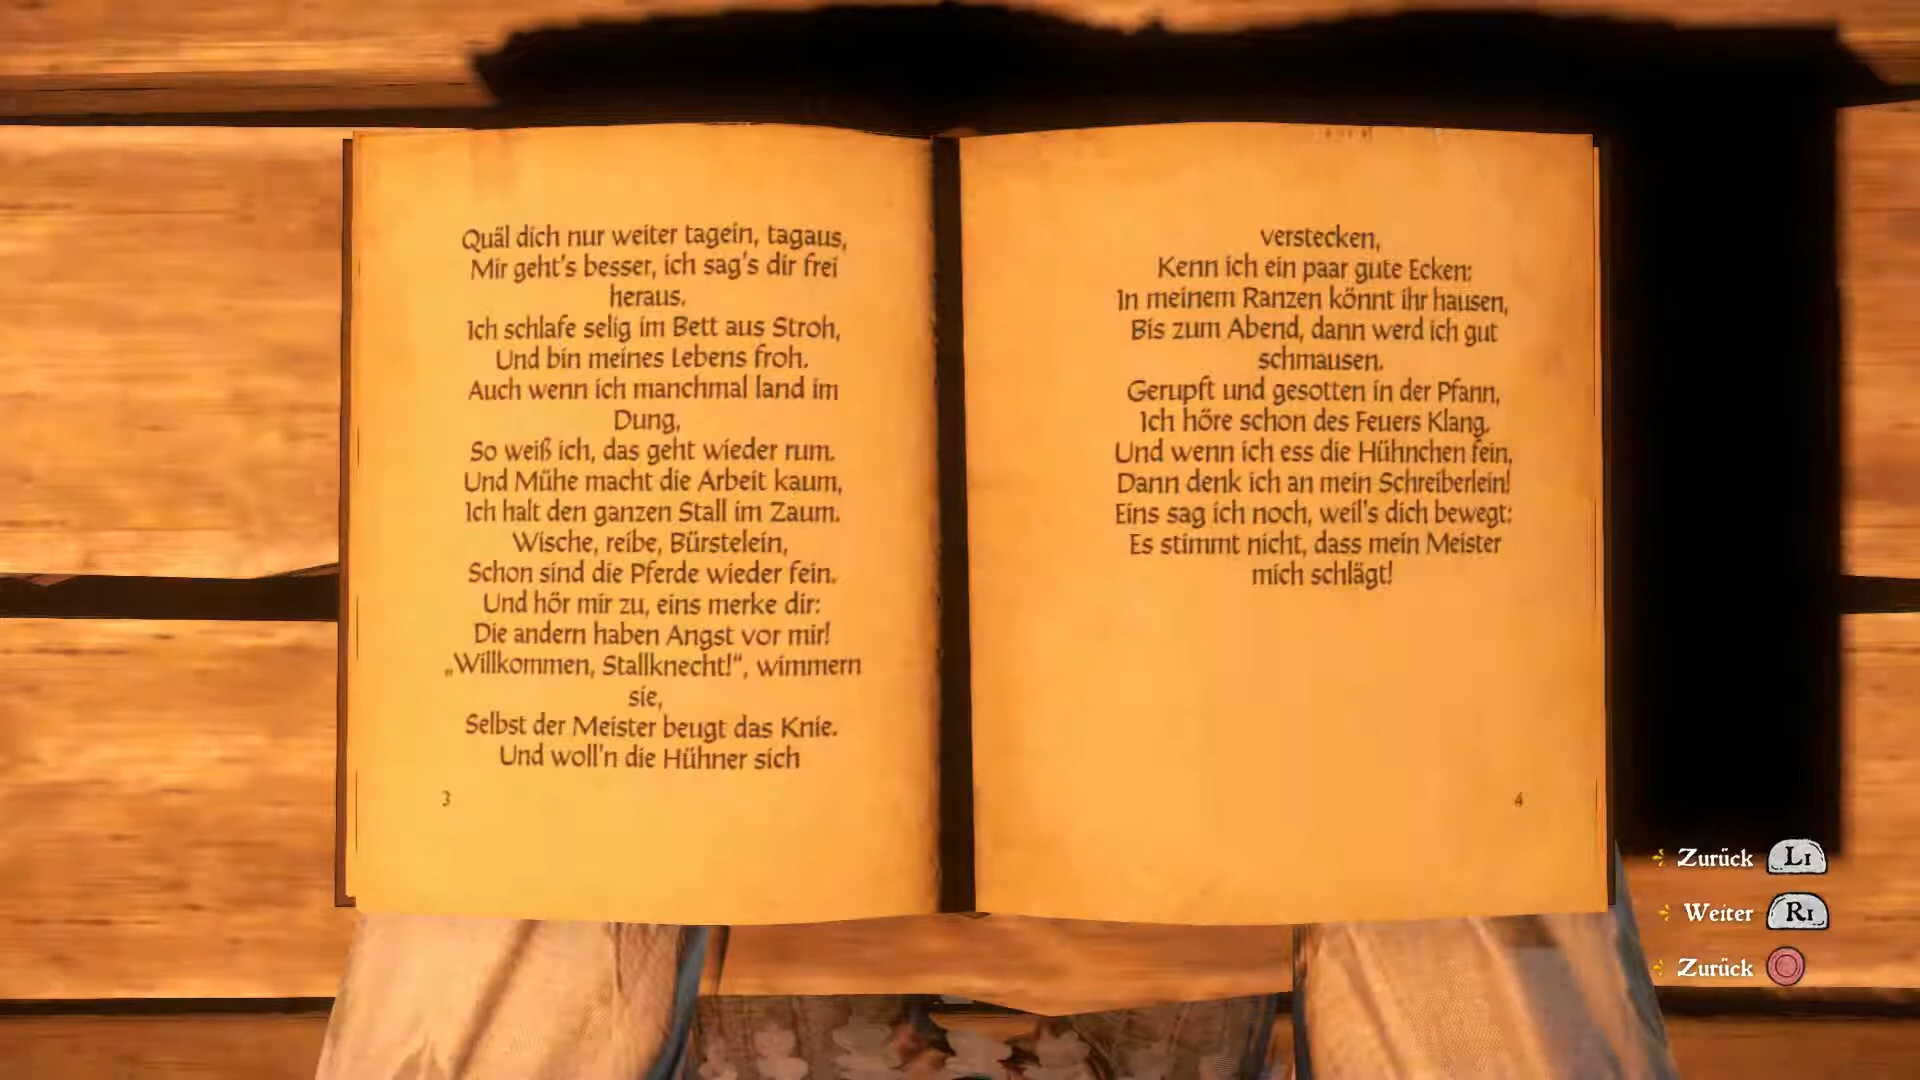 Quäl dich nur weiter tagein, tagaus,
Mir geht's besser, ich sag's dir frei
heraus.
Ich schlafe selig im Bett aus Stroh,
Und bin meines Lebens froh.
Auch wenn ich manchmal land im
Dung,
So weiß ich, das geht wieder rum.
Und Mühe macht die Arbeit kaum,
Ich halt den ganzen Stall im Zaum.
Wische, reibe, Bürstelein,
Schon sind die Pferde wieder fein.
Und hör mir zu, eins merke dir:
Die andern haben Angst vor mir!
„Willkommen, Stallknecht!“, wimmern
sie,
Selbst der Meister beugt das Knie.
Und woll'n die Hühner sich
3
verstecken,
Kenn ich ein paar gute Ecken:
In meinem Ranzen könnt ihr hausen,
Bis zum Abend, dann werd ich gut
schmausen.
Gerupft und gesotten in der Pfann,
Ich höre schon des Feuers Klang,
Und wenn ich ess die Hühnchen fein,
Dann denk ich an mein Schreiberlein!
Eins sag ich noch, weil's dich bewegt:
Es stimmt nicht, dass mein Meister
mich schlägt!
4
Zurück L1
Weiter R1
Zurück